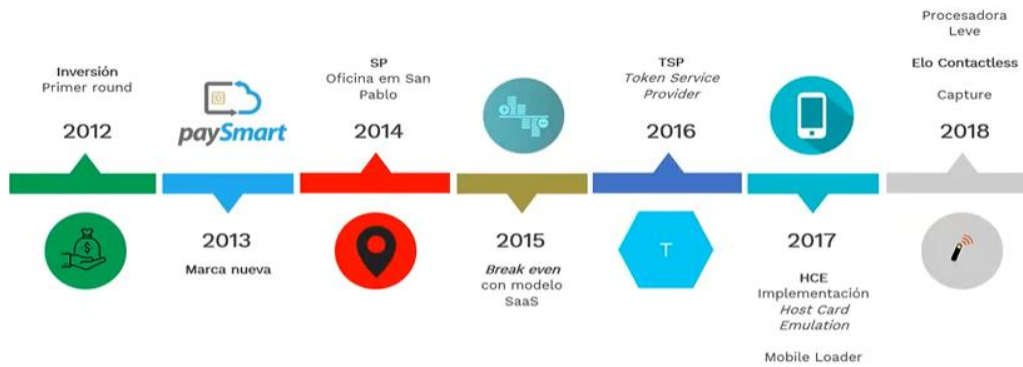 Inversión
Primer round
2012
paySmart
2013
Marca nueva
SP
Oficina em San
Pablo
2014
2015
Break even
con modelo
SaaS
TSP
Token Service
Provider
2016
T
2017
HCE
Implementación
Host Card
Emulation
Mobile Loader
Procesadora
Leve
Elo Contactless
Capture
2018